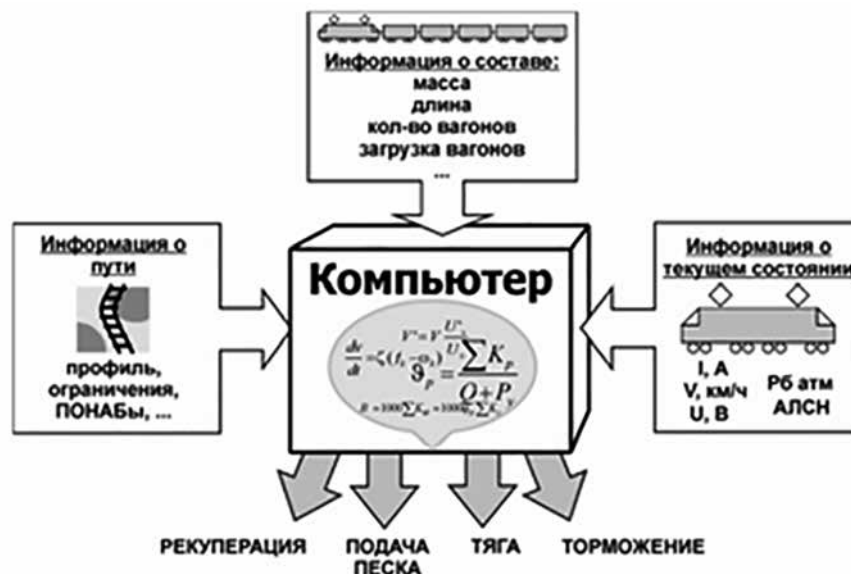 Информация о составе:
масса
длина
кол-во вагонов
загрузка вагонов
...
Информация о
пути
профиль,
ограничения,
ПОНАБы, ...
Компьютер
Информация о
текущем состоянии
I, А
V, км/ч
U, В
Рб атм
АЛСН
РЕКУПЕРАЦИЯ
ПОДАЧА
ПЕСКА
ТЯГА
ТОРМОЖЕНИЕ